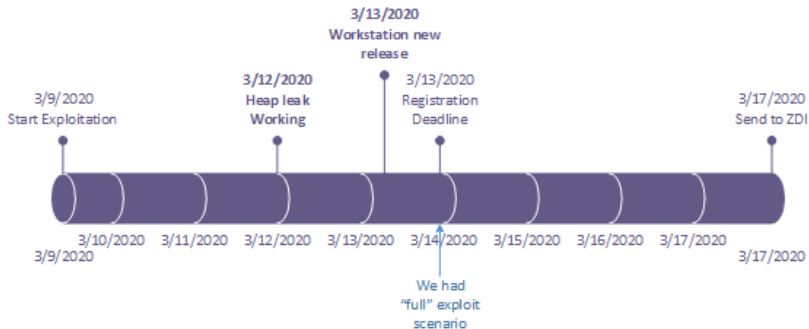 3/13/2020
Workstation new
release
3/9/2020
Start Exploitation
3/12/2020
Heap leak
Working
3/13/2020
Registration
Deadline
3/17/2020
Send to ZDI
3/9/2020
3/10/2020
3/11/2020
3/12/2020
3/13/2020
3/14/2020
3/15/2020
3/16/2020
3/17/2020
3/17/2020
We had
"full" exploit
scenario